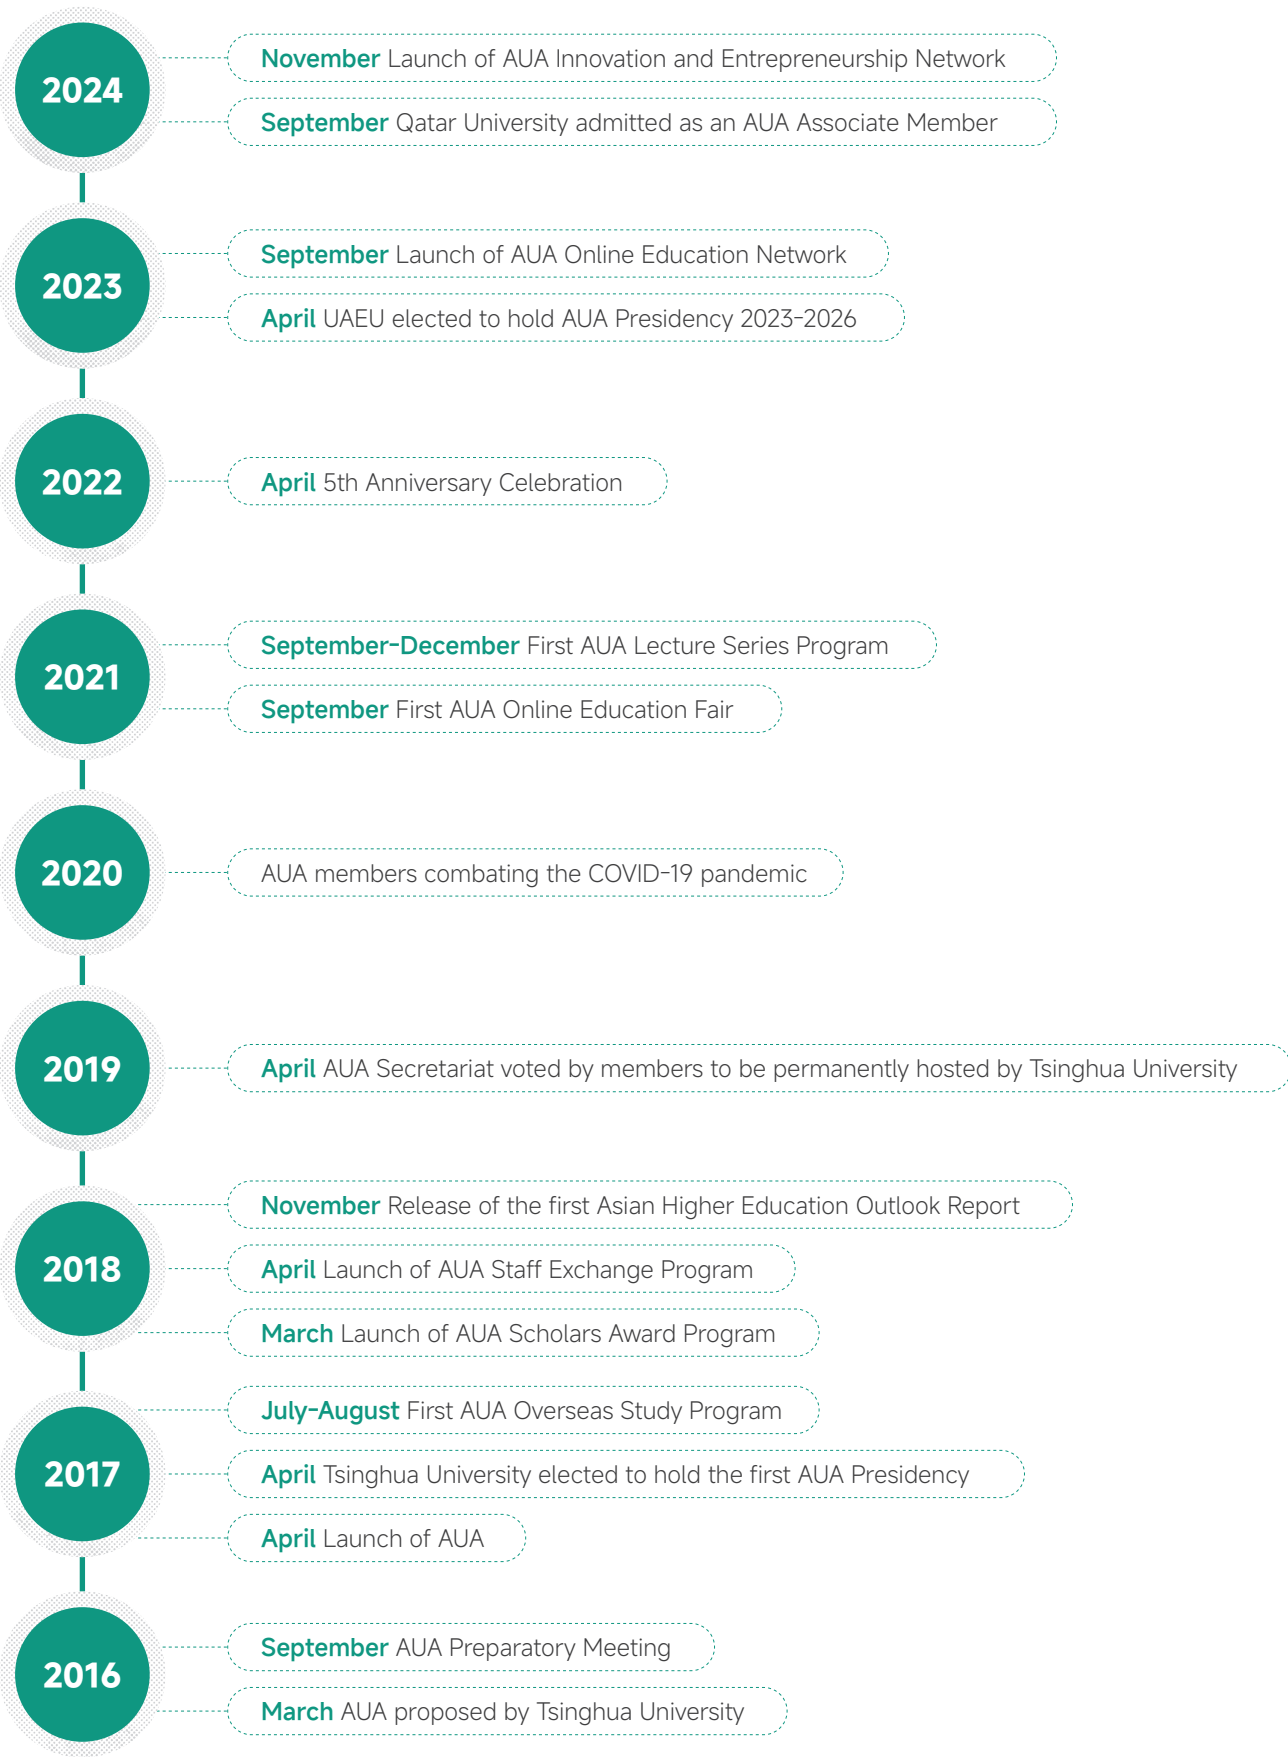 2024
November Launch of AUA Innovation and Entrepreneurship Network
September Qatar University admitted as an AUA Associate Member
2023
September Launch of AUA Online Education Network
April UAEU elected to hold AUA Presidency 2023-2026
2022
April 5th Anniversary Celebration
2021
September-December First AUA Lecture Series Program
September First AUA Online Education Fair
2020
AUA members combating the COVID-19 pandemic
2019
April AUA Secretariat voted by members to be permanently hosted by Tsinghua University
2018
November Release of the first Asian Higher Education Outlook Report
April Launch of AUA Staff Exchange Program
March Launch of AUA Scholars Award Program
2017
July-August First AUA Overseas Study Program
April Tsinghua University elected to hold the first AUA Presidency
April Launch of AUA
2016
September AUA Preparatory Meeting
March AUA proposed by Tsinghua University